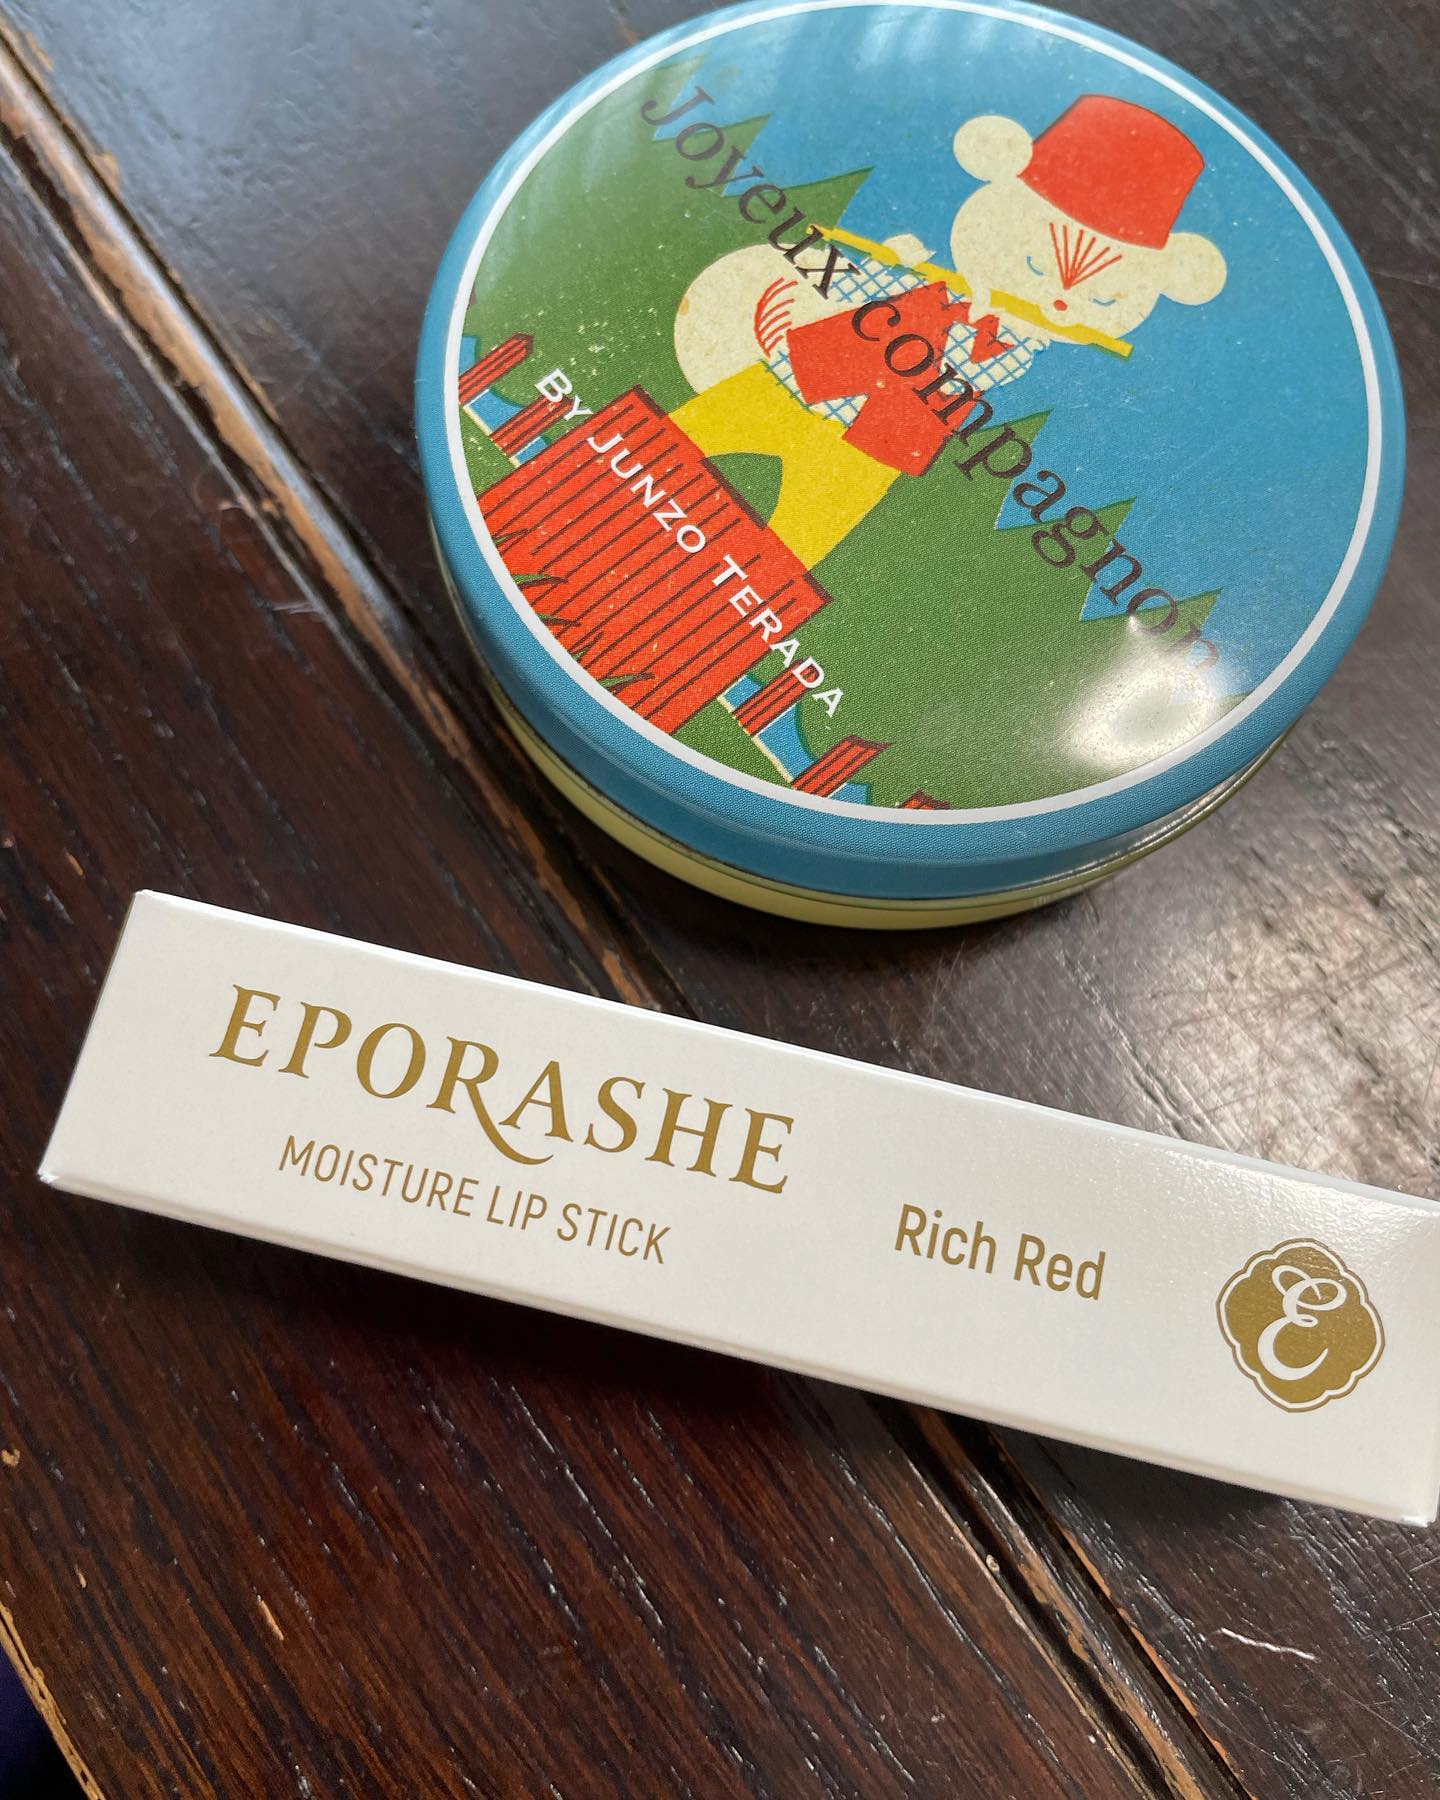 Joyeux compagnon
BY JUNZO TERADA
EPORASHE
MOISTURE LIP STICK
Rich Red
E